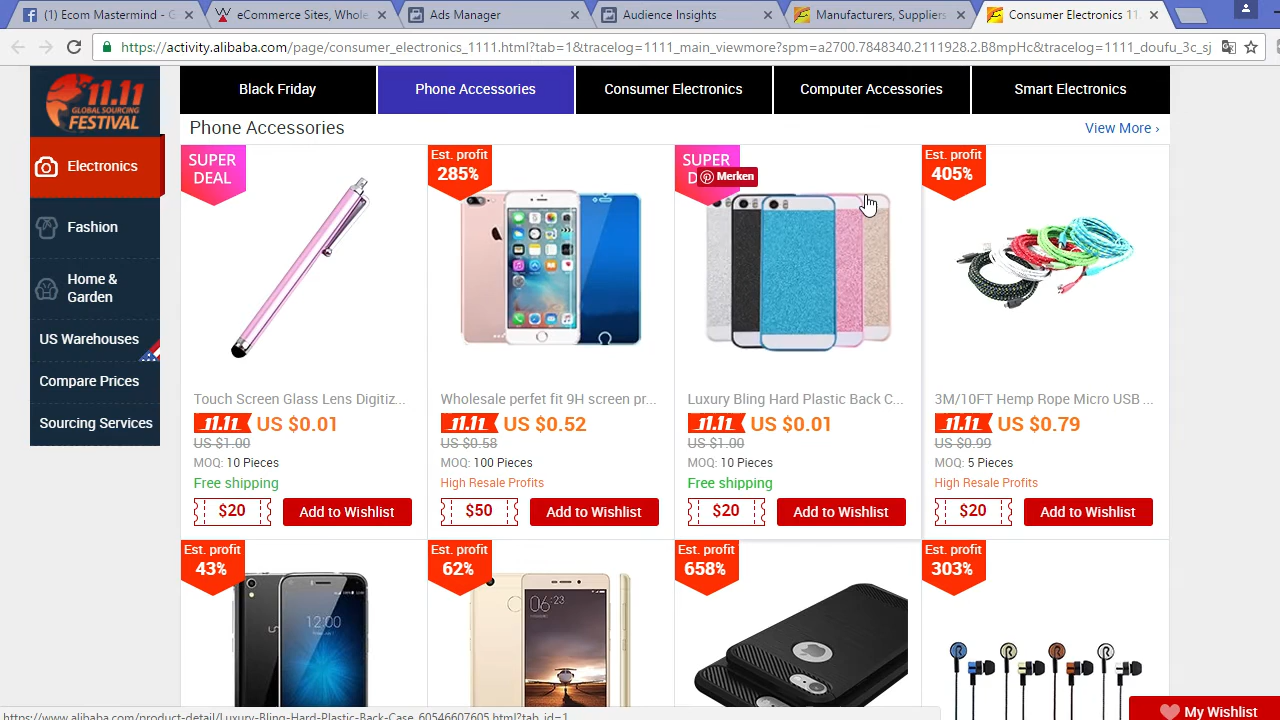 (1) Ecom Mastermind - G
eCommerce Sites, Whole
Ads Manager
Audience Insights
Manufacturers, Suppliers
Consumer Electronics 11
https://activity.alibaba.com/page/consumer_electronics_1111.html?tab=1&tracelog=1111_main_viewmore?spm=a2700.7848340.2111928.2.B8mpHc&tracelog=1111_doufu_3c_sj
11.11
GLOBAL SOURCING
FESTIVAL
Electronics
Fashion
Home &
Garden
US Warehouses
Compare Prices
Sourcing Services
Black Friday
Phone Accessories
Consumer Electronics
Computer Accessories
Smart Electronics
Phone Accessories
View More ›
SUPER
DEAL
Touch Screen Glass Lens Digitiz...
11.11 US $0.01
US $1.00
MOQ: 10 Pieces
Free shipping
$20
Add to Wishlist
Est. profit
285%
Wholesale perfet fit 9H screen pr...
11.11 US $0.52
US $0.58
MOQ: 100 Pieces
High Resale Profits
$50
Add to Wishlist
SUPER
D
Merken
Luxury Bling Hard Plastic Back C...
11.11 US $0.01
US $1.00
MOQ: 10 Pieces
Free shipping
$20
Add to Wishlist
Est. profit
405%
3M/10FT Hemp Rope Micro USB ...
11.11 US $0.79
US $0.99
MOQ: 5 Pieces
High Resale Profits
$20
Add to Wishlist
Est. profit
43%
12:00
Est. profit
62%
06:23
Est. profit
658%
Est. profit
303%
My Wishlist
https://www.alibaba.com/product-detail/Luxury-Bling-Hard-Plastic-Back-Case_60546607605.html?tab_id=1